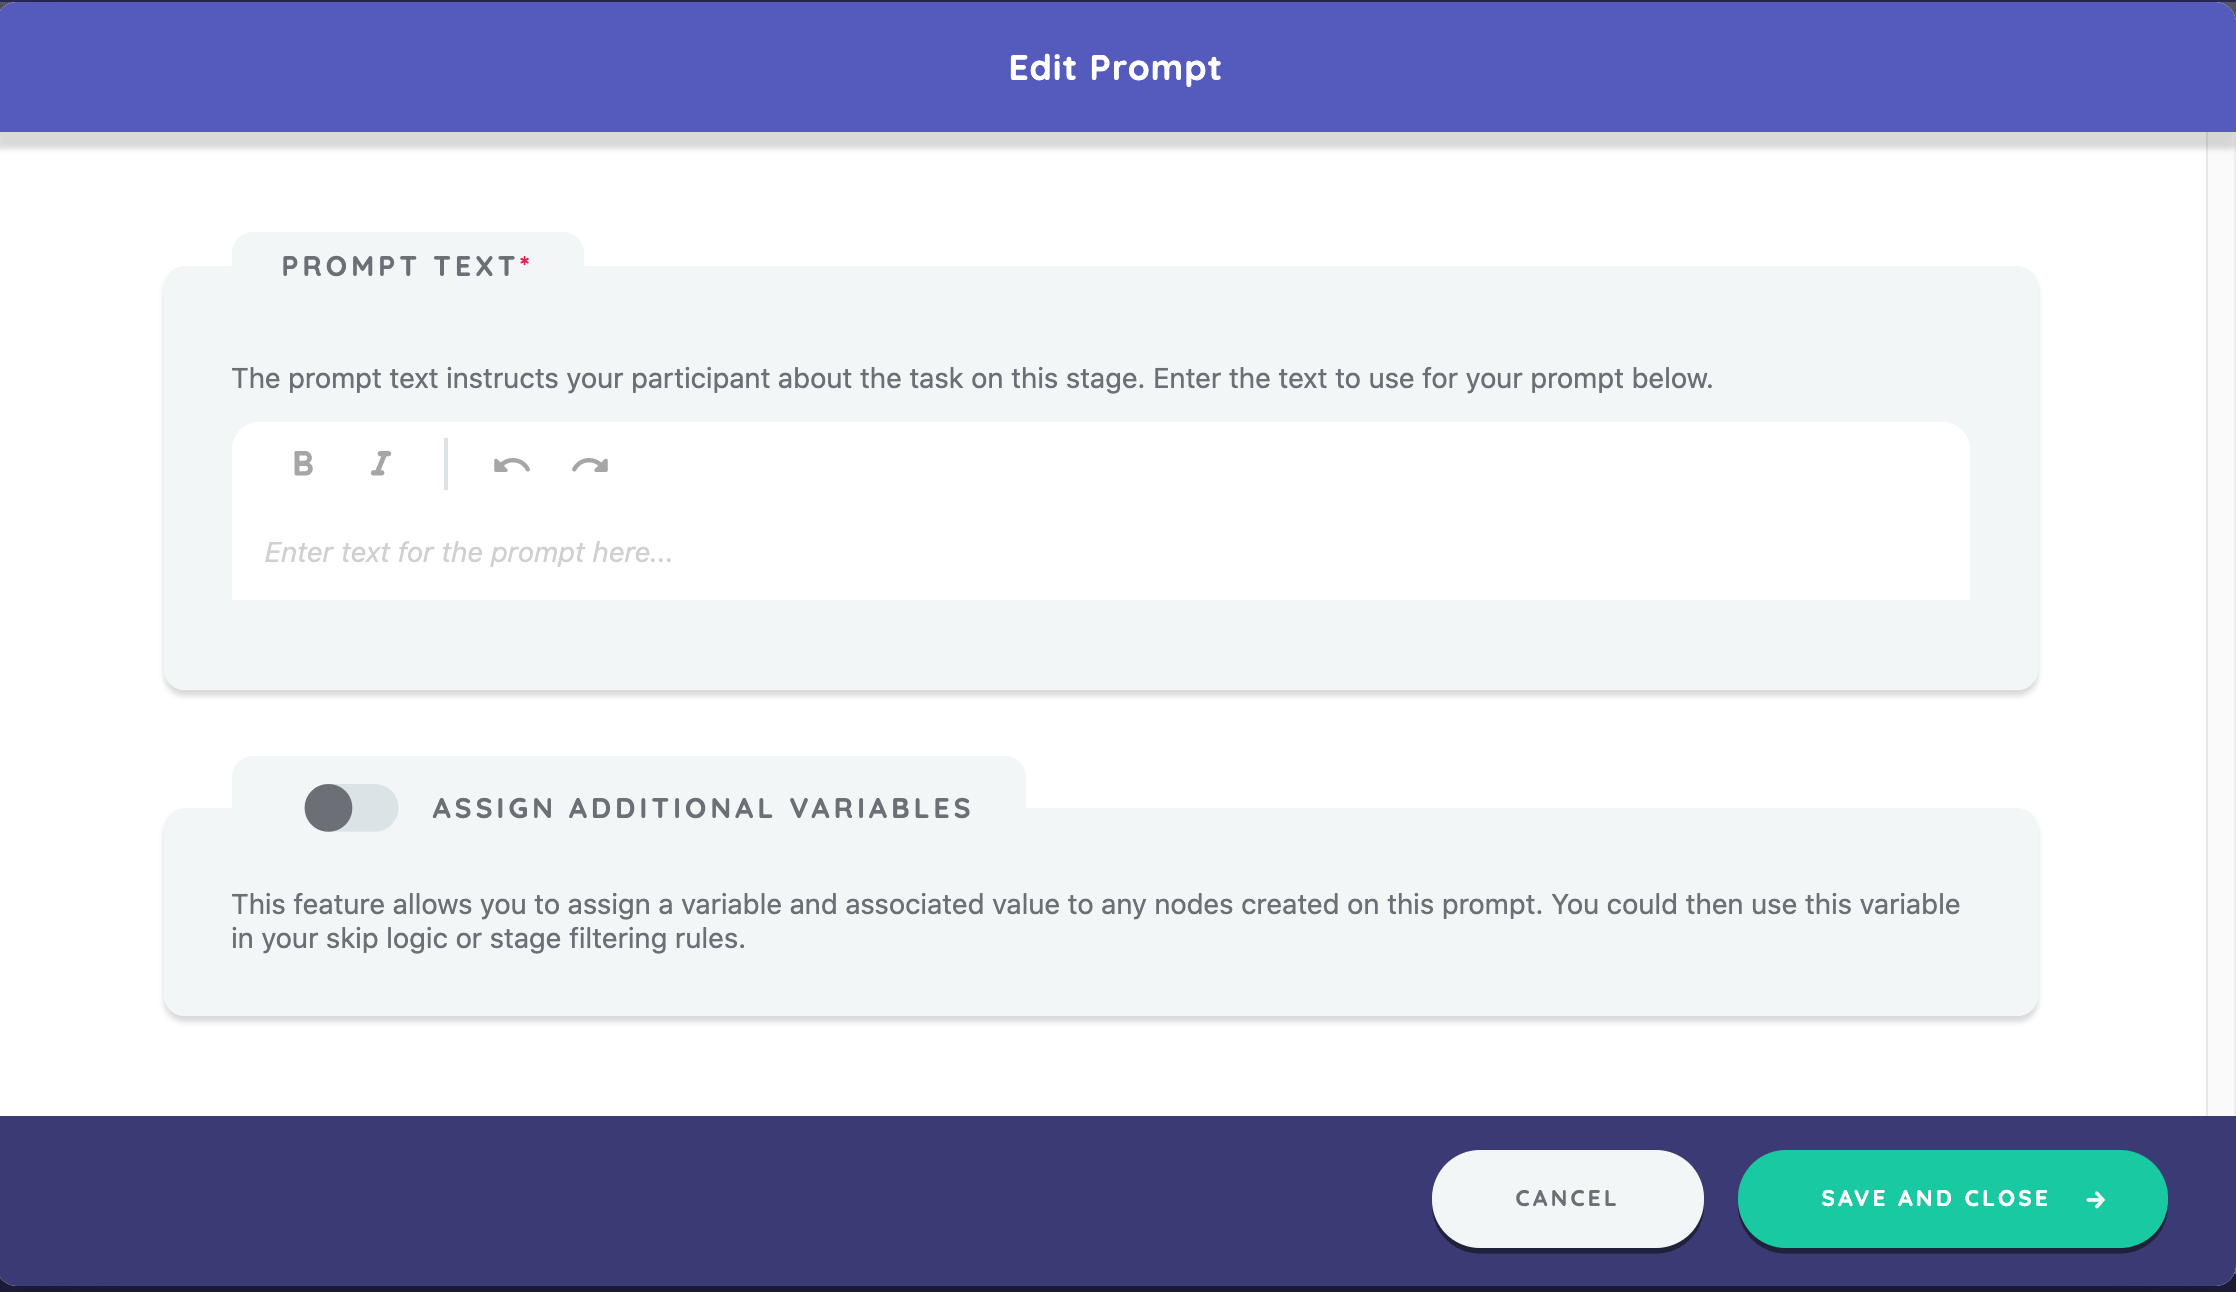 Edit Prompt
PROMPT TEXT*
The prompt text instructs your participant about the task on this stage. Enter the text to use for your prompt below.
B I
Enter text for the prompt here...
ASSIGN ADDITIONAL VARIABLES
This feature allows you to assign a variable and associated value to any nodes created on this prompt. You could then use this variable
in your skip logic or stage filtering rules.
CANCEL
SAVE AND CLOSE